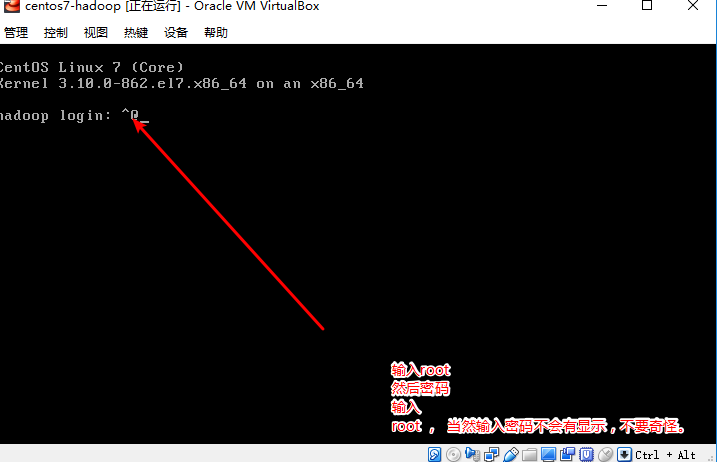 centos7-hadoop [正在运行] - Oracle VM VirtualBox
管理 控制 视图 热键 设备 帮助
CentOS Linux 7 (Core)
Kernel 3.10.0-862.el7.x86_64 on an x86_64
hadoop login: ^@_
输入root
然后密码
输入
root ， 当然输入密码不会有显示，不要奇怪。
Ctrl + Alt